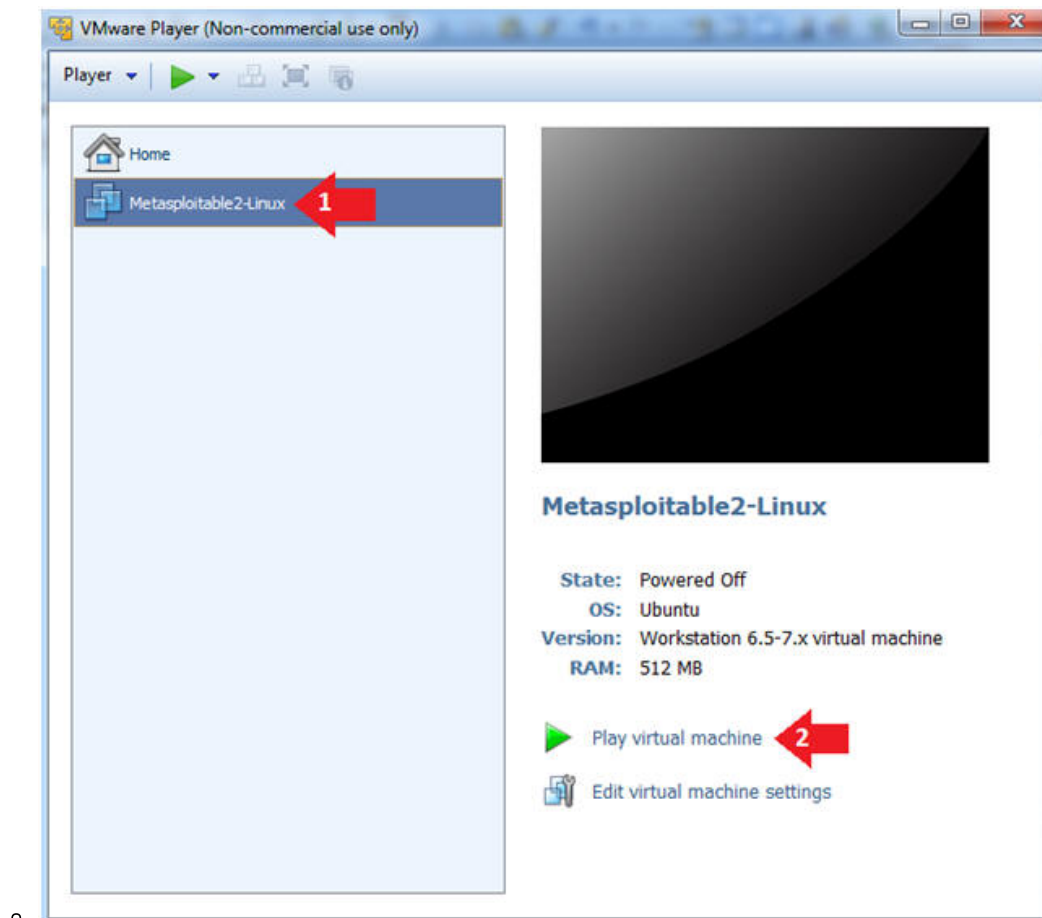 VMware Player (Non-commercial use only)
Player
Home
Metasploitable2-Linux 1
Metasploitable2-Linux
State: Powered Off
OS: Ubuntu
Version: Workstation 6.5-7.x virtual machine
RAM: 512 MB
Play virtual machine 2
Edit virtual machine settings